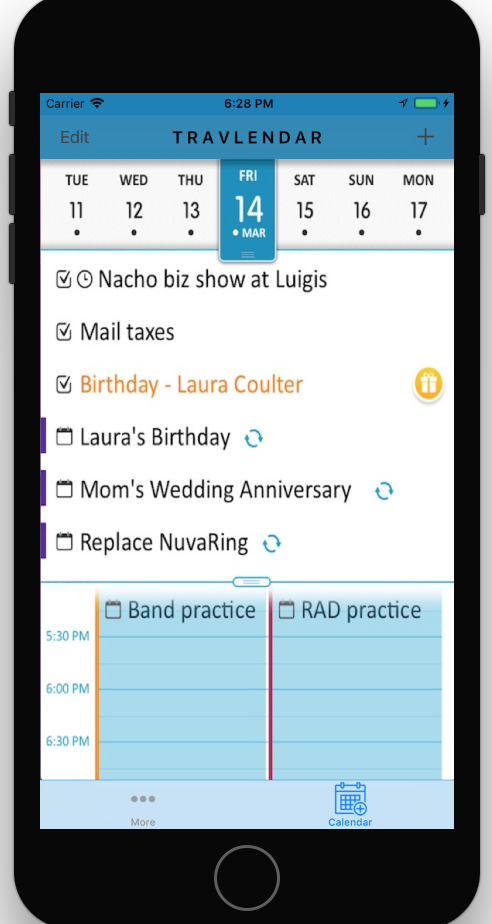 Carrier 6:28 PM
Edit TRAVLENDAR +
TUE WED THU FRI SAT SUN MON
11 12 13 14 15 16 17
• MAR
Nacho biz show at Luigis
Mail taxes
Birthday - Laura Coulter
Laura's Birthday
Mom's Wedding Anniversary
Replace NuvaRing
Band practice RAD practice
5:30 PM
6:00 PM
6:30 PM
More Calendar